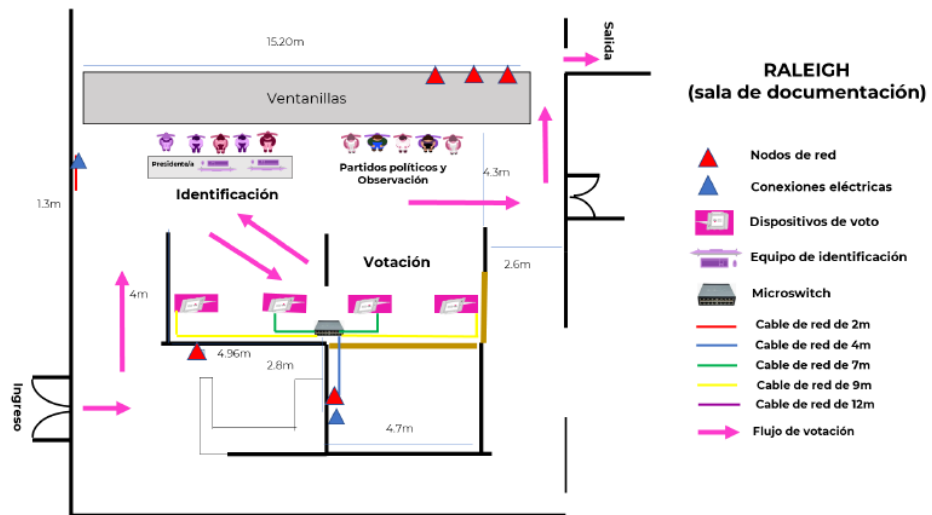 15.20m
Salida
RALEIGH
(sala de documentación)
Ventanillas
Nodos de red
Presidente/a
Partidos políticos y
Observación
4.3m
Conexiones eléctricas
1.3m
Identificación
Dispositivos de voto
Votación
2.6m
Equipo de identificación
4m
Microswitch
Cable de red de 2m
Cable de red de 4m
4.96m
2.8m
Cable de red de 7m
Ingreso
Cable de red de 9m
Cable de red de 12m
4.7m
Flujo de votación